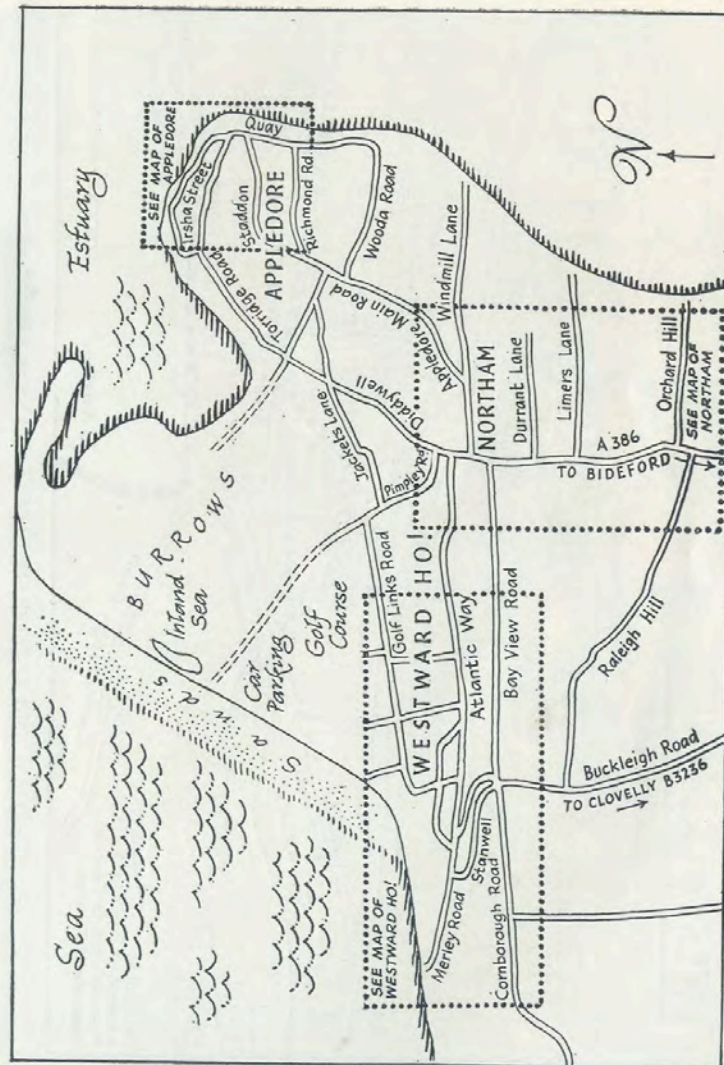 Sea
Estuary
N
SEE MAP OF
APPLEDORE
Irsha Street
Quay
Staddon
APPLEDORE
Richmond Rd.
Torridge Road
Wooda Road
Appledore Main Road
Windmill Lane
Diddywell
Jackets Lane
Pimpley Rd
BURROWS
Inland
Sea
Sands
Car
Parking
Golf
Course
Golf Links Road
WESTWARD HO!
Atlantic Way
Bay View Road
NORTHAM
Durrant Lane
Limers Lane
Orchard Hill
A 386
TO BIDEFORD
SEE MAP OF
NORTHAM
Raleigh Hill
Buckleigh Road
TO CLOVELLY B3236
Stanwell
Merley Road
Cornborough Road
SEE MAP OF
WESTWARD HO!